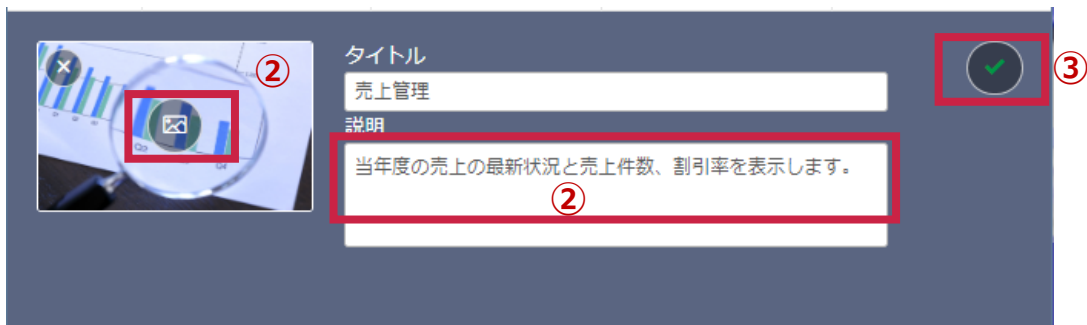 ②
タイトル
売上管理
説明
当年度の売上の最新状況と売上件数、割引率を表示します。
②
③